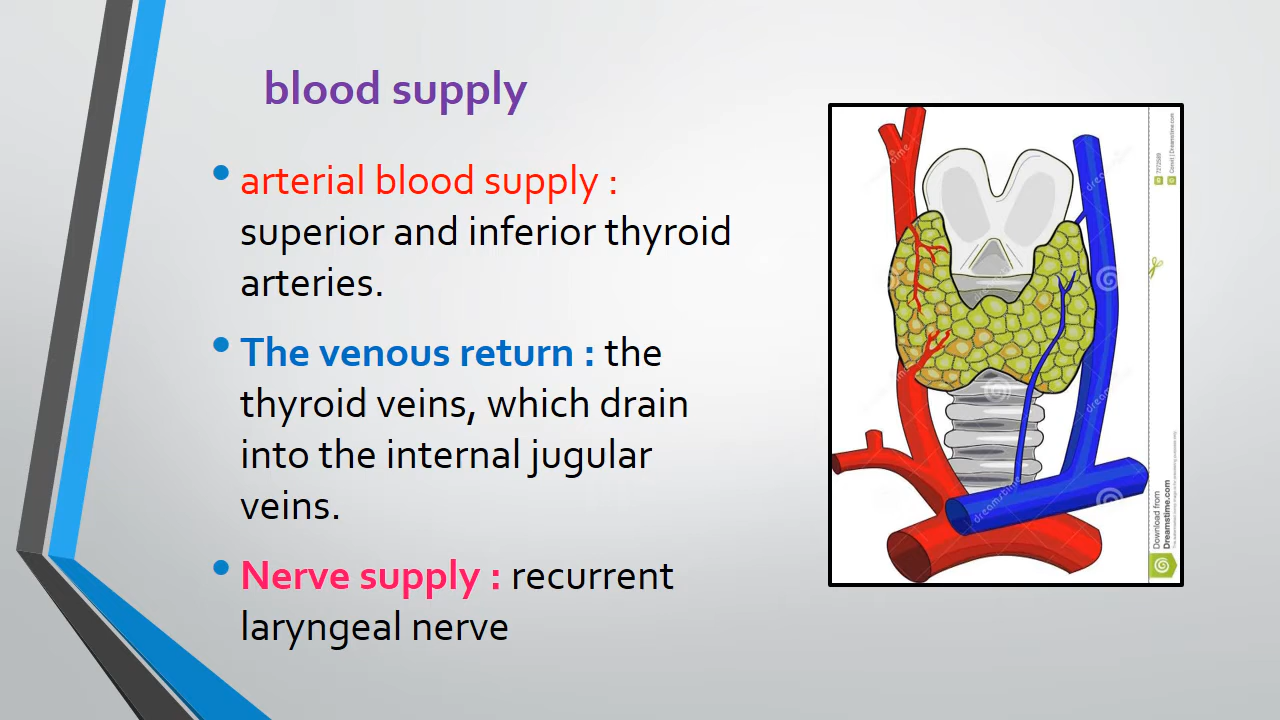 blood supply
• arterial blood supply :
superior and inferior thyroid
arteries.
• The venous return : the
thyroid veins, which drain
into the internal jugular
veins.
• Nerve supply : recurrent
laryngeal nerve
Download from
Dreamstime.com